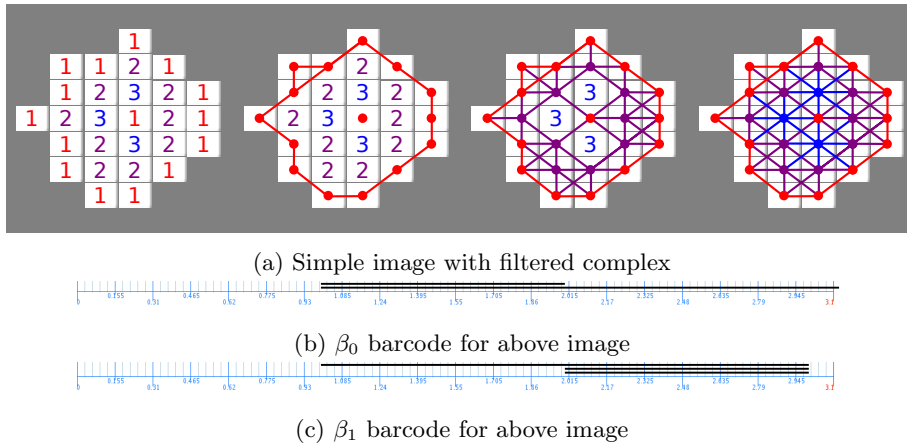 1
1 1 2 1 2
1 2 3 2 1 2 3 2 3
1 2 3 1 2 1 2 3 2 3
1 2 3 2 1 2 3 2 3
1 2 2 1 2 2
1 1
(a) Simple image with filtered complex
0 0.155 0.31 0.465 0.62 0.775 0.93 1.085 1.24 1.395 1.55 1.705 1.86 2.015 2.17 2.325 2.48 2.635 2.79 2.945 3.1
(b) β₀ barcode for above image
0 0.155 0.31 0.465 0.62 0.775 0.93 1.085 1.24 1.395 1.55 1.705 1.86 2.015 2.17 2.325 2.48 2.635 2.79 2.945 3.1
(c) β₁ barcode for above image